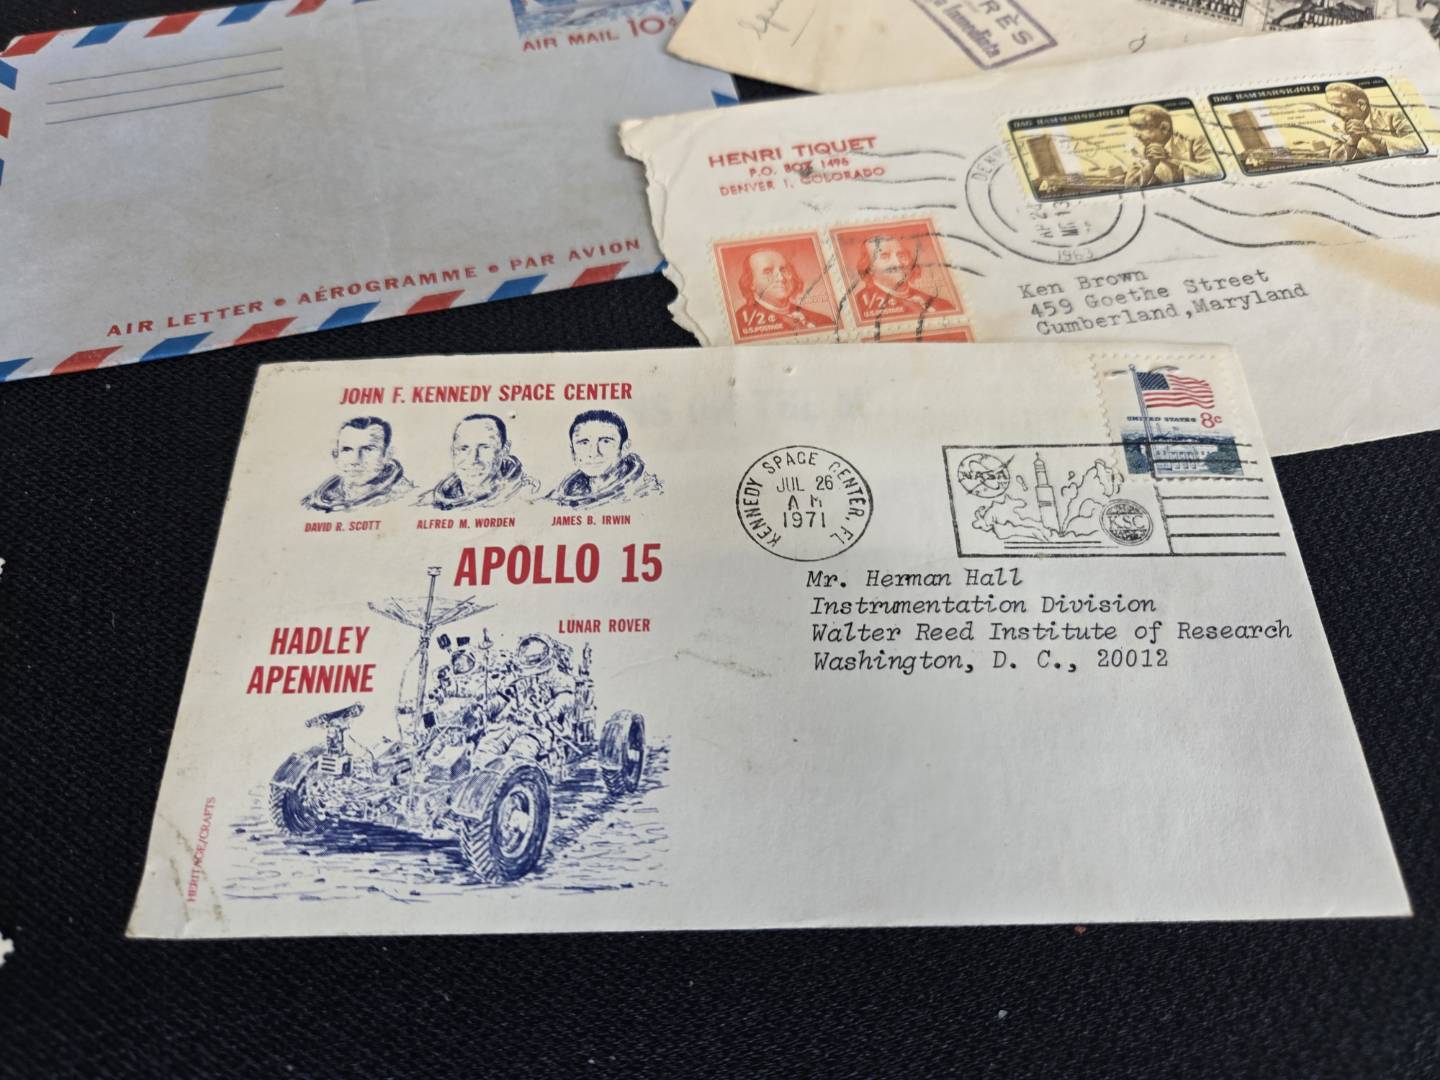 AIR MAIL 10¢
AIR LETTER • AÉROGRAMME • PAR AVION
Inmediata
HENRI TIQUET
P.O. BOX 1496
DENVER 1, COLORADO
DAG HAMMARSKJOLD
DAG HAMMARSKJOLD
1963
1/2¢
U.S. POSTAGE
1/2¢
U.S. POSTAGE
Ken Brown
459 Goethe Street
Cumberland, Maryland
JOHN F. KENNEDY SPACE CENTER
DAVID R. SCOTT
ALFRED M. WORDEN
JAMES B. IRWIN
APOLLO 15
HADLEY
APENNINE
LUNAR ROVER
HERITAGE/CRAFTS
KENNEDY SPACE CENTER, FL
JUL 26
AM
1971
NASA
KSC
UNITED STATES 8c
Mr. Herman Hall
Instrumentation Division
Walter Reed Institute of Research
Washington, D. C., 20012